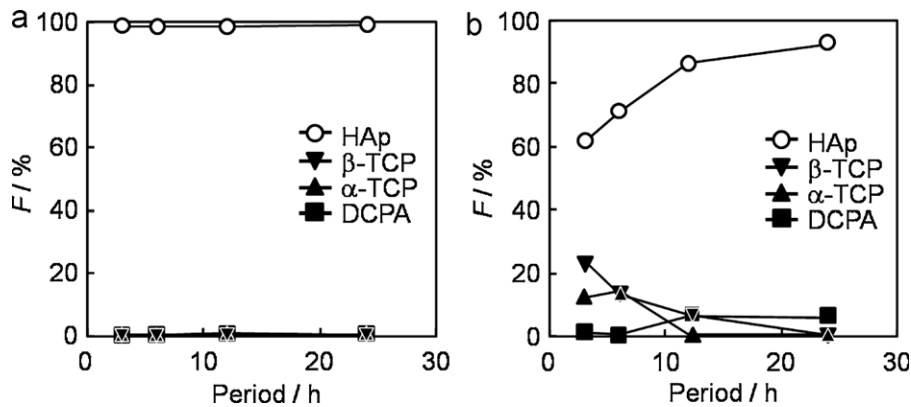 a
100
80
60
40
20
0
F / %
HAp
β-TCP
α-TCP
DCPA
0 10 20 30
Period / h
b
100
80
60
40
20
0
F / %
HAp
β-TCP
α-TCP
DCPA
0 10 20 30
Period / h